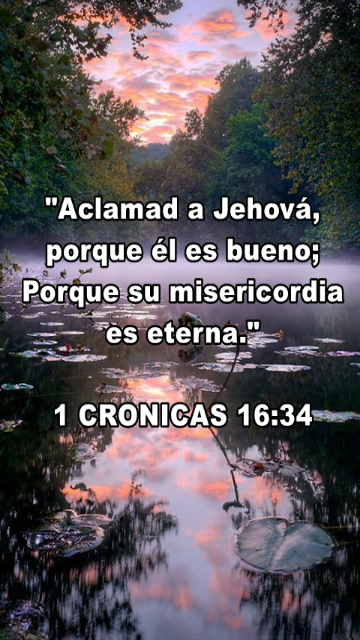 "Aclamad a Jehová,
porque él es bueno;
Porque su misericordia
es eterna."
1 CRONICAS 16:34